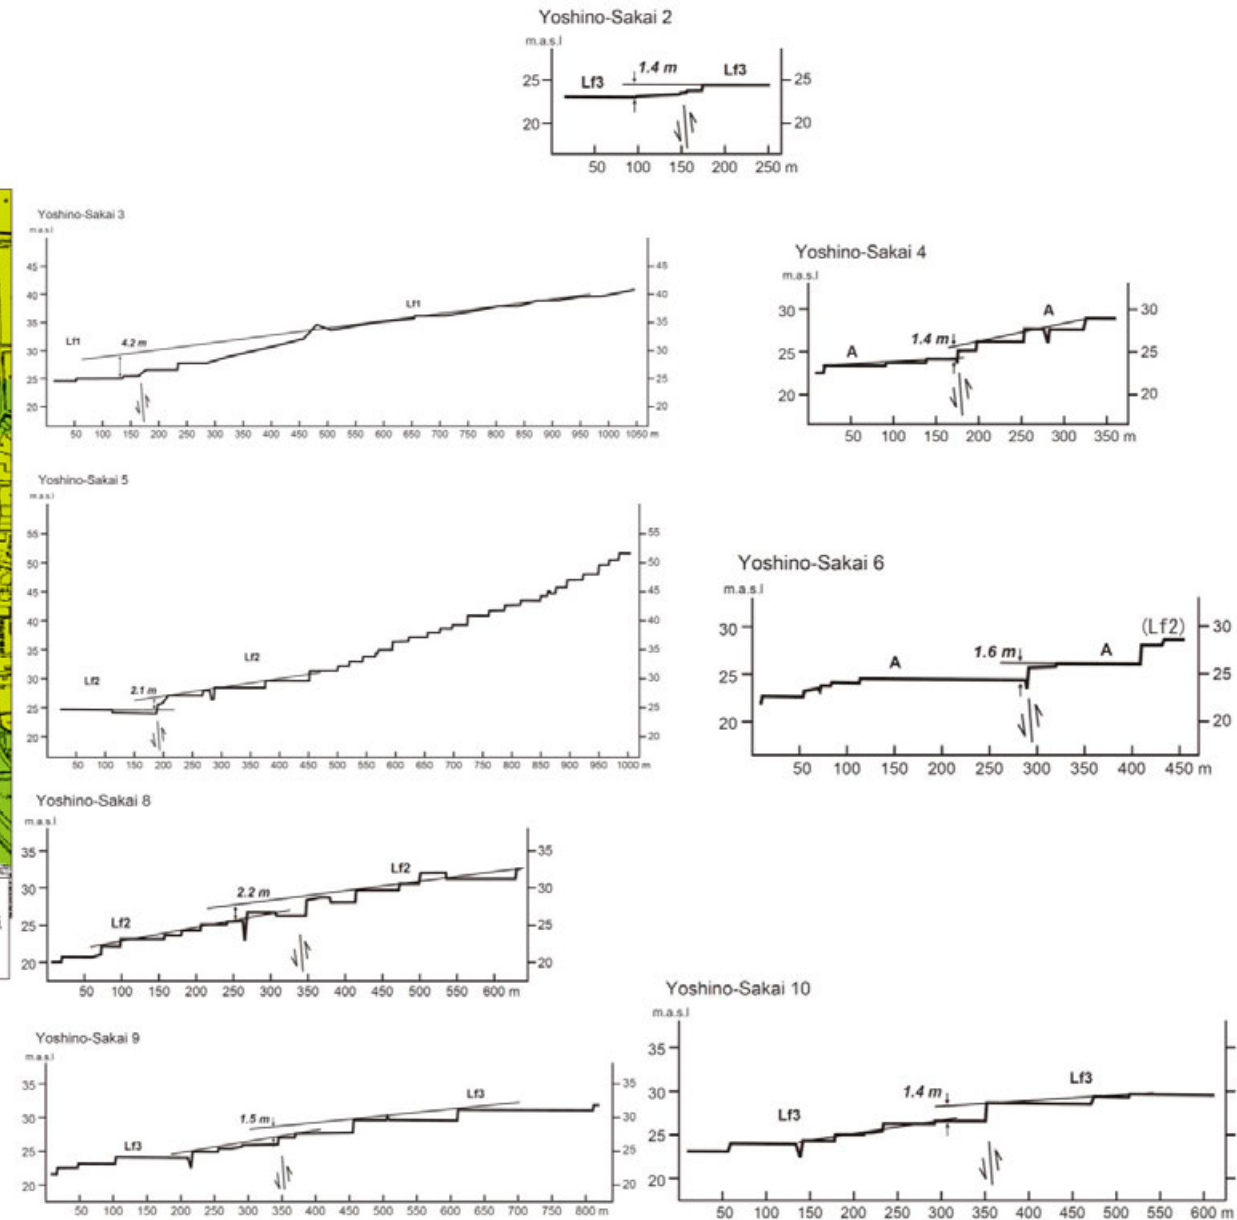 Yoshino-Sakai 2
m.a.s.l
1.4 m
Lf3 Lf3
25 25
20 20
50 100 150 200 250 m
Yoshino-Sakai 3
m.a.s.l
45 45
40 40
Lf1
35 35
Lf1
4.2 m
30 30
25 25
20 20
50 100 150 200 250 300 350 400 450 500 550 600 650 700 750 800 850 900 950 1000 1050 m
Yoshino-Sakai 4
m.a.s.l
30 30
A
1.4 m
A
25 25
20 20
50 100 150 200 250 300 350 m
Yoshino-Sakai 5
m.a.s.l
55 55
50 50
45 45
40 40
35 35
Lf2
30 30
Lf2
2.1 m
25 25
20 20
50 100 150 200 250 300 350 400 450 500 550 600 650 700 750 800 850 900 950 1000 m
Yoshino-Sakai 6
m.a.s.l
30 (Lf2) 30
1.6 m A
A
25 25
20 20
50 100 150 200 250 300 350 400 450 m
Yoshino-Sakai 8
m.a.s.l
35 35
Lf2
30 30
2.2 m
Lf2
25 25
20 20
50 100 150 200 250 300 350 400 450 500 550 600 m
Yoshino-Sakai 9
m.a.s.l
35 35
Lf3
30 30
1.5 m
Lf3
25 25
20 20
50 100 150 200 250 300 350 400 450 500 550 600 650 700 750 800 m
Yoshino-Sakai 10
m.a.s.l
35
Lf3
30
1.4 m
Lf3
25
20
50 100 150 200 250 300 350 400 450 500 550 600 m